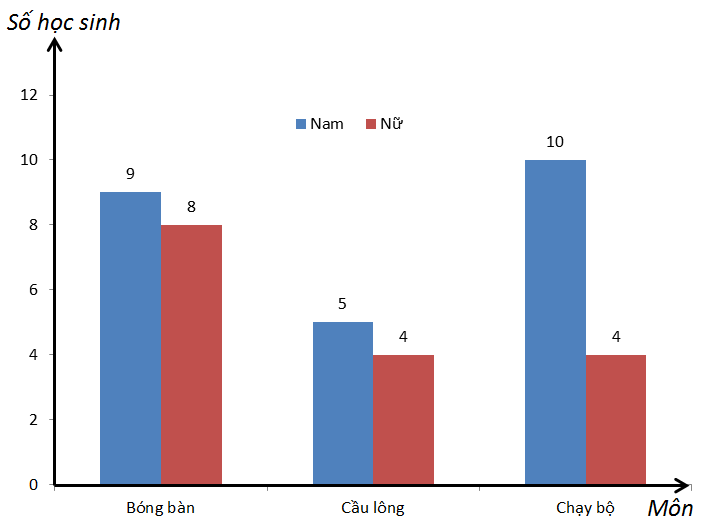 Số học sinh
Nam
Nữ
12
10
8
6
4
2
0
9
8
5
4
10
4
Bóng bàn
Cầu lông
Chạy bộ
Môn